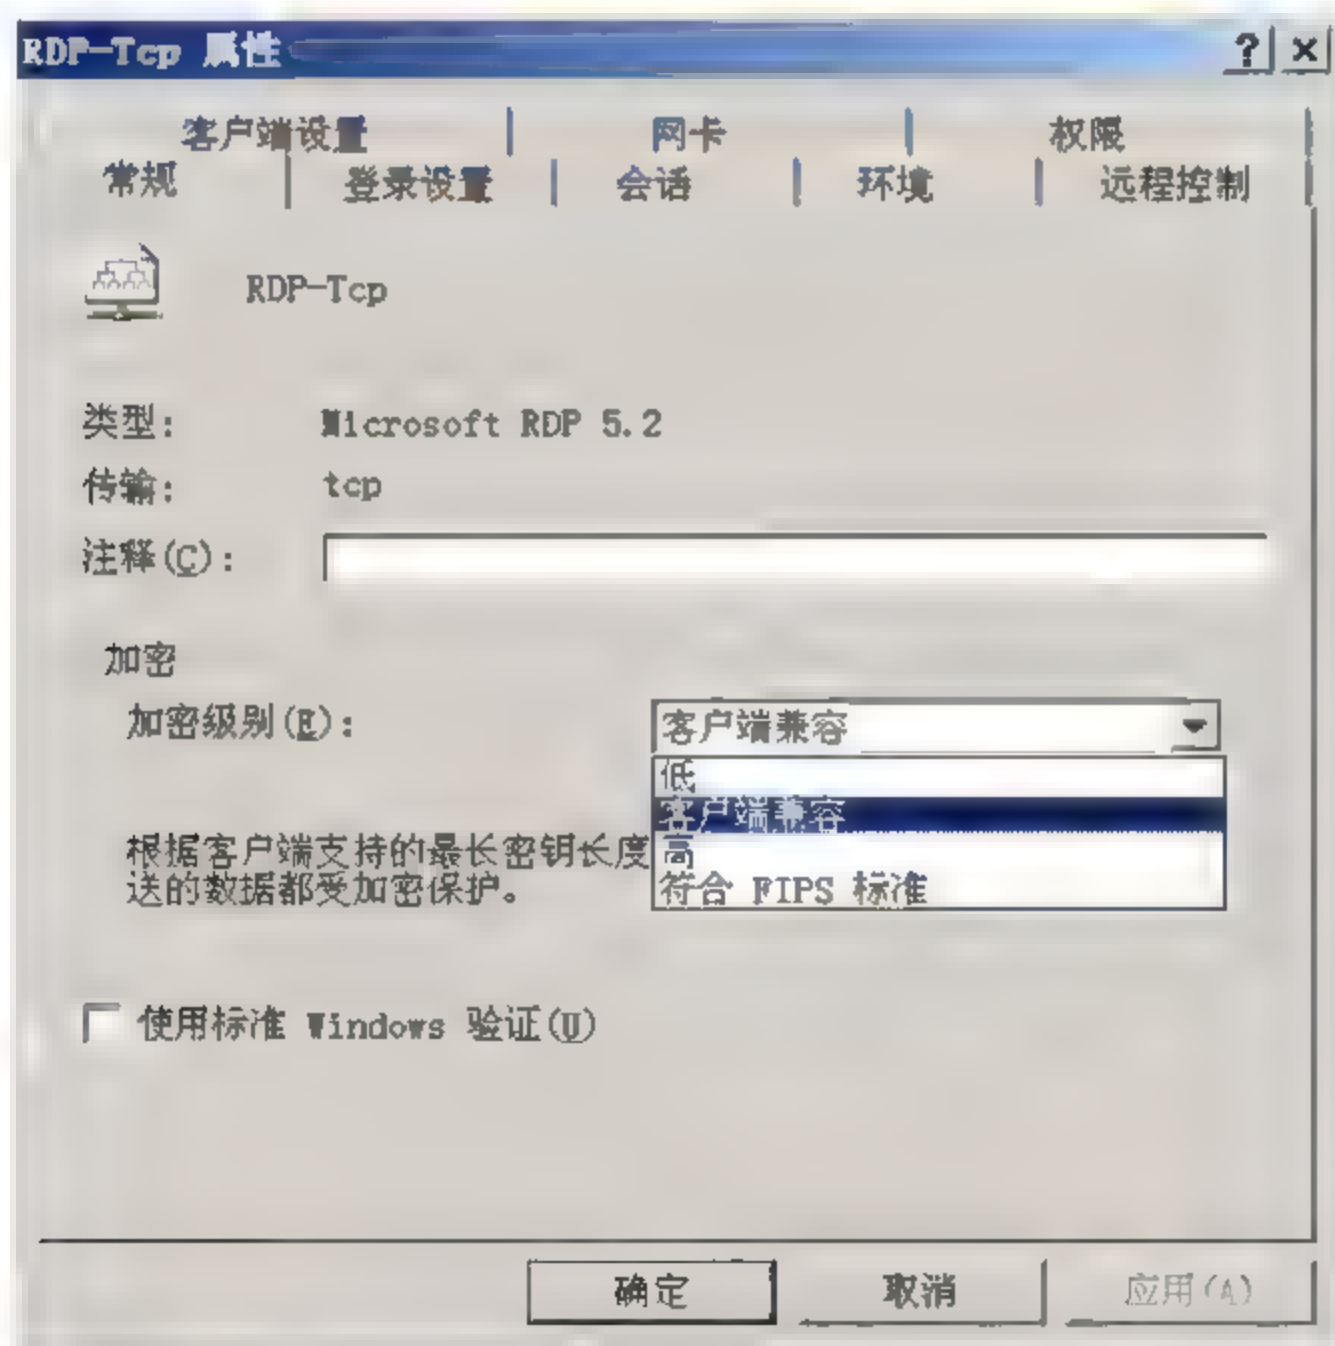 RDP-Tcp 属性
客户端设置 网卡 权限
常规 登录设置 会话 环境 远程控制
RDP-Tcp
类型: Microsoft RDP 5.2
传输: tcp
注释(C):
加密
加密级别(E): 客户端兼容
低
客户端兼容
根据客户端支持的最长密钥长度 高
送的数据都受加密保护。 符合 FIPS 标准
使用标准 Windows 验证(U)
确定 取消 应用(A)